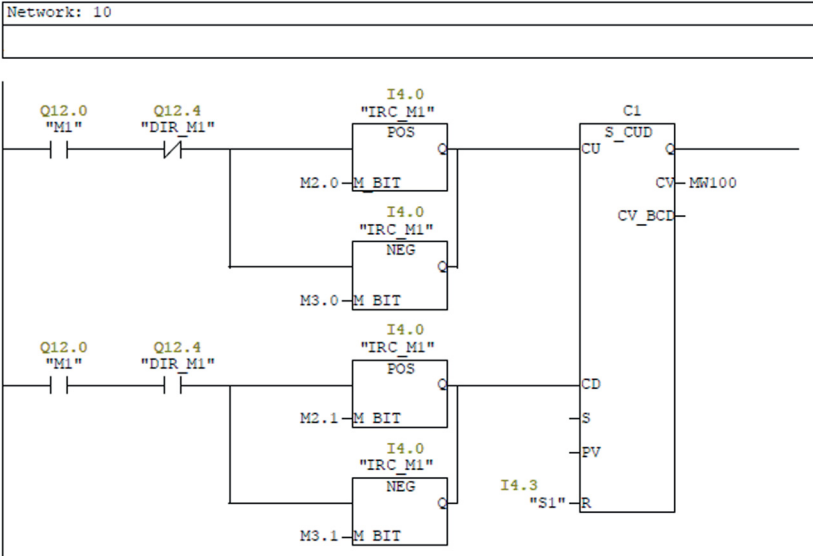 Network: 10
I4.0
Q12.0 Q12.4 "IRC_M1" C1
"M1" "DIR_M1" POS S_CUD
Q CU Q
M2.0 M_BIT CV MW100
I4.0 CV_BCD
"IRC_M1"
NEG
Q
M3.0 M_BIT
I4.0
Q12.0 Q12.4 "IRC_M1"
"M1" "DIR_M1" POS
Q CD
M2.1 M_BIT S
I4.0 PV
"IRC_M1"
NEG I4.3
Q "S1" R
M3.1 M_BIT